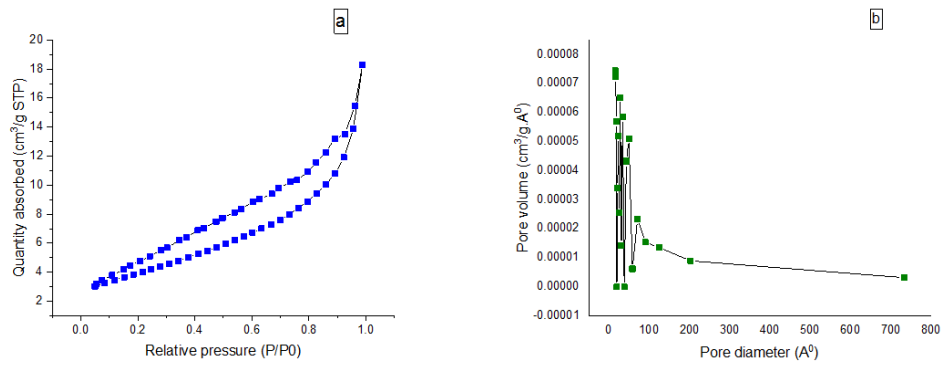 a
20
18
16
14
12
10
8
6
4
2
Quantity absorbed (cm³/g STP)
0.0 0.2 0.4 0.6 0.8 1.0
Relative pressure (P/P0)
b
0.00008
0.00007
0.00006
0.00005
0.00004
0.00003
0.00002
0.00001
0.00000
-0.00001
Pore volume (cm³/g.A⁰)
0 100 200 300 400 500 600 700 800
Pore diameter (A⁰)